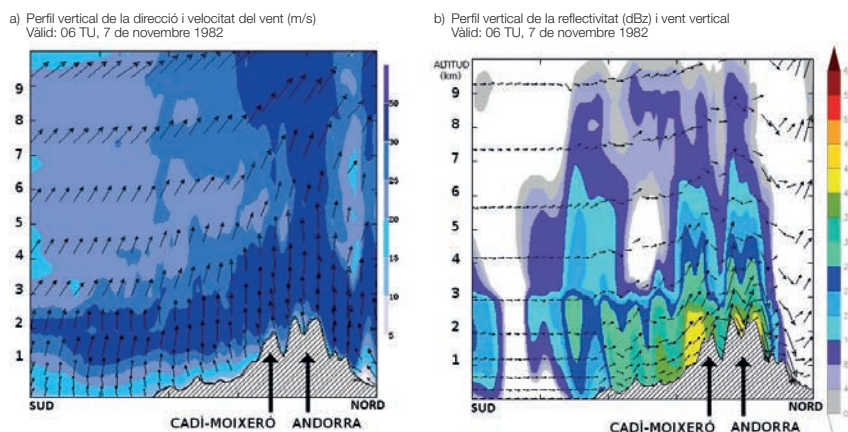 a) Perfil vertical de la direcció i velocitat del vent (m/s)
Vàlid: 06 TU, 7 de novembre 1982
9
8
7
6
5
4
3
2
1
30
25
20
15
10
5
SUD
NORD
CADÌ-MOIXERÓ
ANDORRA
b) Perfil vertical de la reflectivitat (dBz) i vent vertical
Vàlid: 06 TU, 7 de novembre 1982
ALTITUD
(km)
9
8
7
6
5
4
3
2
1
SUD
NORD
CADÌ-MOIXERÓ
ANDORRA